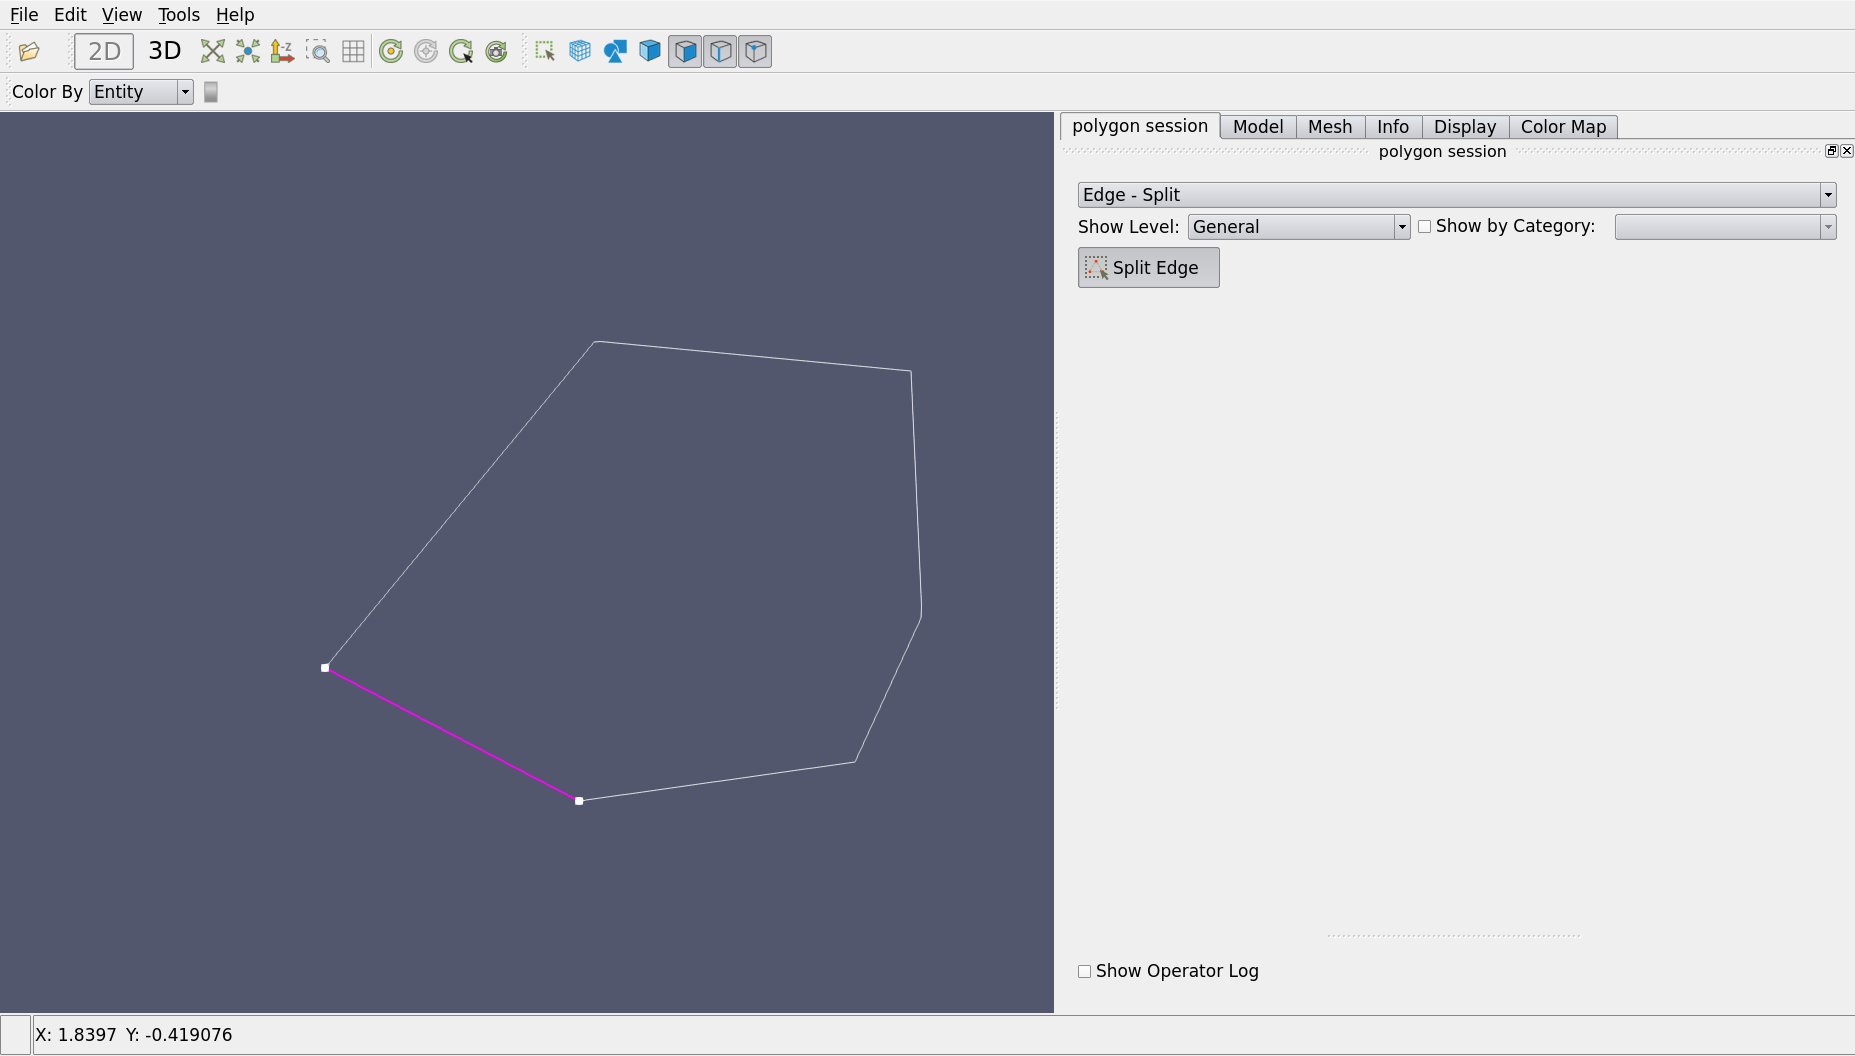 File Edit View Tools Help
2D 3D -Z
Color By Entity
polygon session Model Mesh Info Display Color Map
polygon session
Edge - Split
Show Level: General Show by Category:
Split Edge
Show Operator Log
X: 1.8397 Y: -0.419076